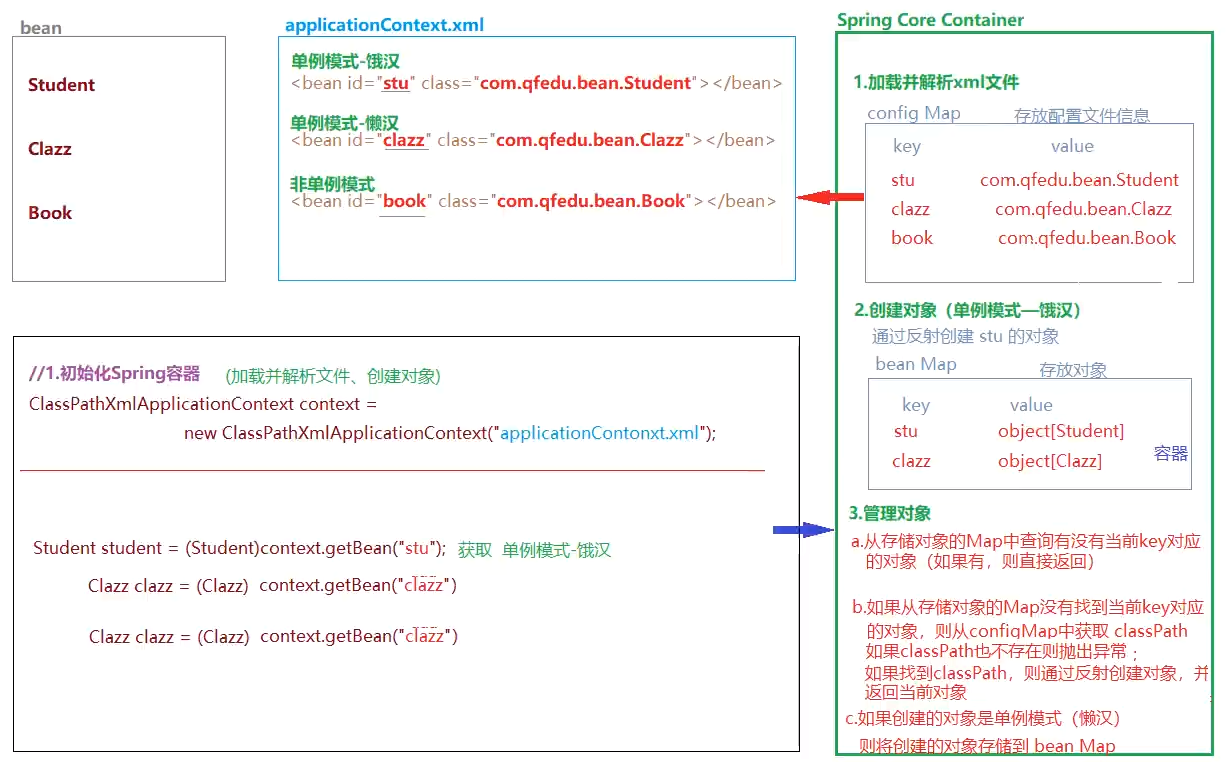 bean
Student
Clazz
Book
applicationContext.xml
单例模式-饿汉
<bean id="stu" class="com.qfedu.bean.Student"></bean>
单例模式-懒汉
<bean id="clazz" class="com.qfedu.bean.Clazz"></bean>
非单例模式
<bean id="book" class="com.qfedu.bean.Book"></bean>
Spring Core Container
1.加载并解析xml文件
config Map 存放配置文件信息
key value
stu com.qfedu.bean.Student
clazz com.qfedu.bean.Clazz
book com.qfedu.bean.Book
2.创建对象（单例模式—饿汉）
通过反射创建 stu 的对象
bean Map 存放对象
key value
stu object[Student]
clazz object[Clazz]
容器
3.管理对象
a.从存储对象的Map中查询有没有当前key对应
的对象（如果有，则直接返回）
b.如果从存储对象的Map没有找到当前key对应
的对象，则从configMap中获取 classPath
如果classPath也不存在则抛出异常；
如果找到classPath，则通过反射创建对象，并
返回当前对象
c.如果创建的对象是单例模式（懒汉）
则将创建的对象存储到 bean Map
//1.初始化Spring容器 (加载并解析文件、创建对象)
ClassPathXmlApplicationContext context =
new ClassPathXmlApplicationContext("applicationContonxt.xml");
Student student = (Student)context.getBean("stu"); 获取 单例模式-饿汉
Clazz clazz = (Clazz) context.getBean("clazz")
Clazz clazz = (Clazz) context.getBean("clazz")